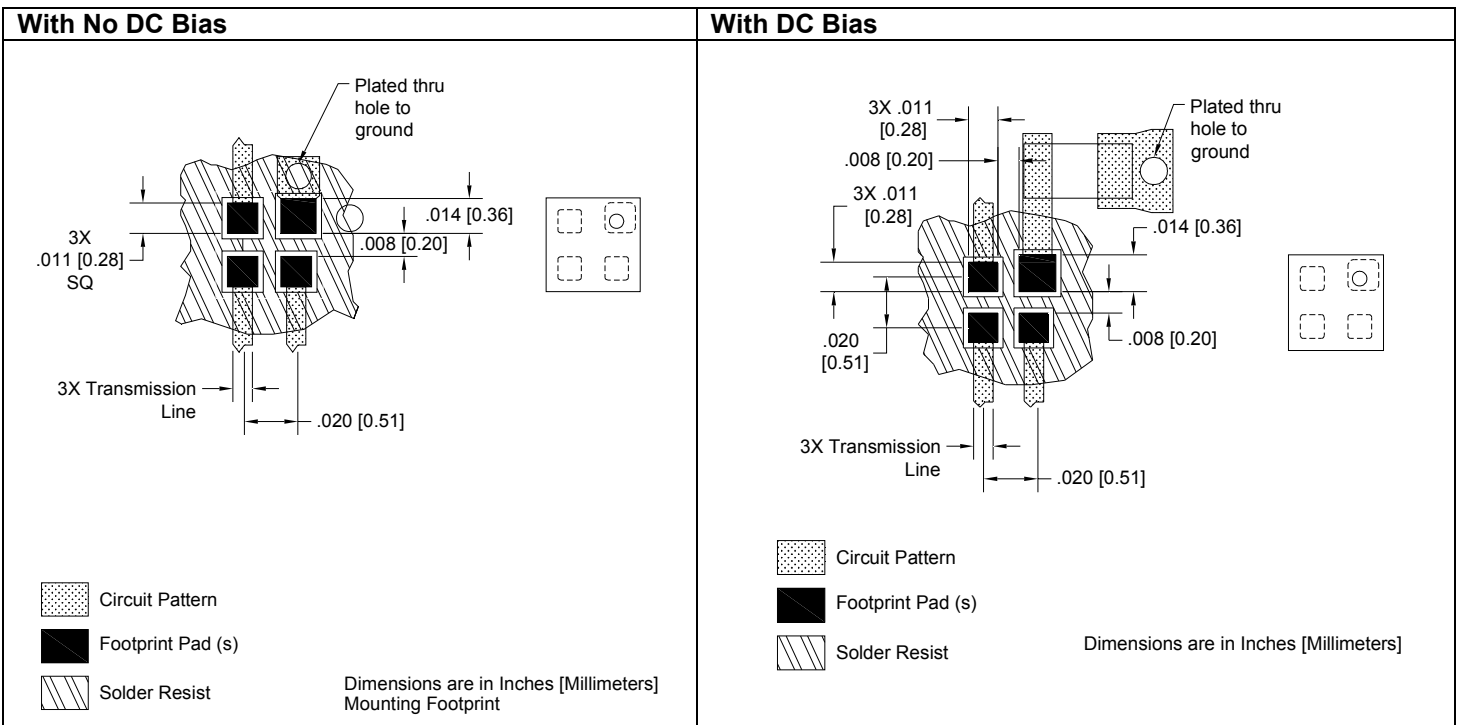 With No DC Bias
Plated thru
hole to
ground
.014 [0.36]
.008 [0.20]
3X
.011 [0.28]
SQ
3X Transmission
Line
.020 [0.51]
Circuit Pattern
Footprint Pad (s)
Solder Resist
Dimensions are in Inches [Millimeters]
Mounting Footprint
With DC Bias
3X .011
[0.28]
Plated thru
hole to
ground
.008 [0.20]
3X .011
[0.28]
.014 [0.36]
.020
[0.51]
.008 [0.20]
3X Transmission
Line
.020 [0.51]
Circuit Pattern
Footprint Pad (s)
Solder Resist
Dimensions are in Inches [Millimeters]